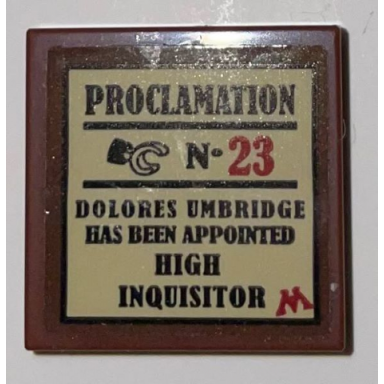 PROCLAMATION
N• 23
DOLORES UMBRIDGE
HAS BEEN APPOINTED
HIGH
INQUISITOR M